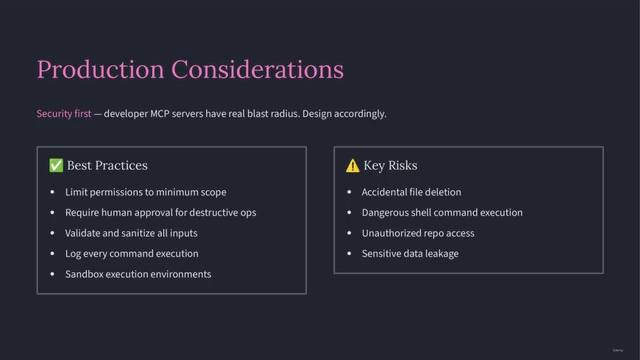 Production Considerations
Security first — developer MCP servers have real blast radius. Design accordingly.
✅ Best Practices
• Limit permissions to minimum scope
• Require human approval for destructive ops
• Validate and sanitize all inputs
• Log every command execution
• Sandbox execution environments
⚠️ Key Risks
• Accidental file deletion
• Dangerous shell command execution
• Unauthorized repo access
• Sensitive data leakage